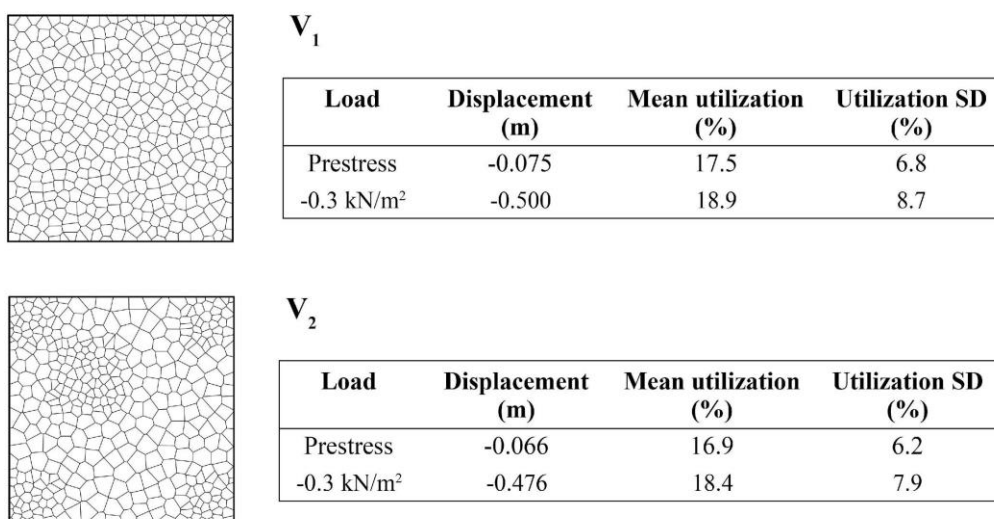 V₁
Load Displacement (m) Mean utilization (%) Utilization SD (%)
Prestress -0.075 17.5 6.8
-0.3 kN/m² -0.500 18.9 8.7
V₂
Load Displacement (m) Mean utilization (%) Utilization SD (%)
Prestress -0.066 16.9 6.2
-0.3 kN/m² -0.476 18.4 7.9